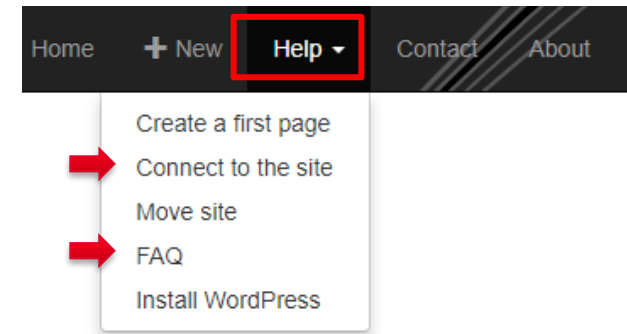 Home + New Help Contact About
Create a first page
Connect to the site
Move site
FAQ
Install WordPress